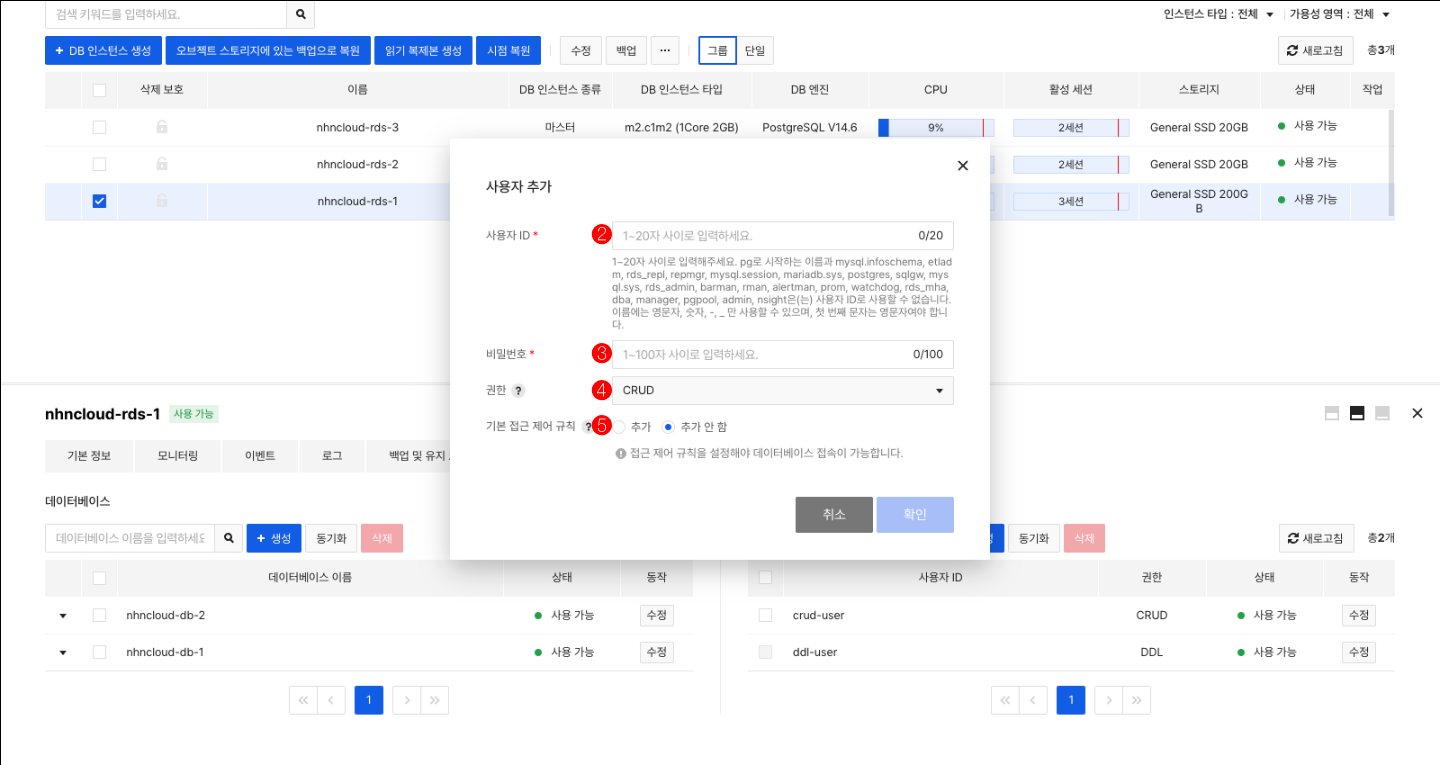 검색 키워드를 입력하세요.
인스턴스 타입 : 전체 가용성 영역 : 전체
+ DB 인스턴스 생성 오브젝트 스토리지에 있는 백업으로 복원 읽기 복제본 생성 시점 복원 수정 백업 ··· 그룹 단일 새로고침 총3개
삭제 보호 이름 DB 인스턴스 종류 DB 인스턴스 타입 DB 엔진 CPU 활성 세션 스토리지 상태 작업
nhncloud-rds-3 마스터 m2.c1m2 (1Core 2GB) PostgreSQL V14.6 9% 2세션 General SSD 20GB 사용 가능
nhncloud-rds-2 2세션 General SSD 20GB 사용 가능
nhncloud-rds-1 3세션 General SSD 200G
B 사용 가능
사용자 추가
사용자 ID * 2 1~20자 사이로 입력하세요. 0/20
1~20자 사이로 입력해주세요. pg로 시작하는 이름과 mysql.infoschema, etlad
m, rds_repl, repmgr, mysql.session, mariadb.sys, postgres, sqlgw, mys
ql.sys, rds_admin, barman, rman, alertman, prom, watchdog, rds_mha,
dba, manager, pgpool, admin, nsight은(는) 사용자 ID로 사용할 수 없습니다.
이름에는 영문자, 숫자, -, _ 만 사용할 수 있으며, 첫 번째 문자는 영문자여야 합니
다.
비밀번호 * 3 1~100자 사이로 입력하세요. 0/100
권한 ? 4 CRUD
기본 접근 제어 규칙 ? 5 추가 추가 안 함
접근 제어 규칙을 설정해야 데이터베이스 접속이 가능합니다.
취소 확인
nhncloud-rds-1 사용 가능
기본 정보 모니터링 이벤트 로그 백업 및 유지
데이터베이스
데이터베이스 이름을 입력하세요 + 생성 동기화 삭제
동기화 삭제 새로고침 총2개
데이터베이스 이름 상태 동작
nhncloud-db-2 사용 가능 수정
nhncloud-db-1 사용 가능 수정
« ‹ 1 › »
사용자 ID 권한 상태 동작
crud-user CRUD 사용 가능 수정
ddl-user DDL 사용 가능 수정
« ‹ 1 › »